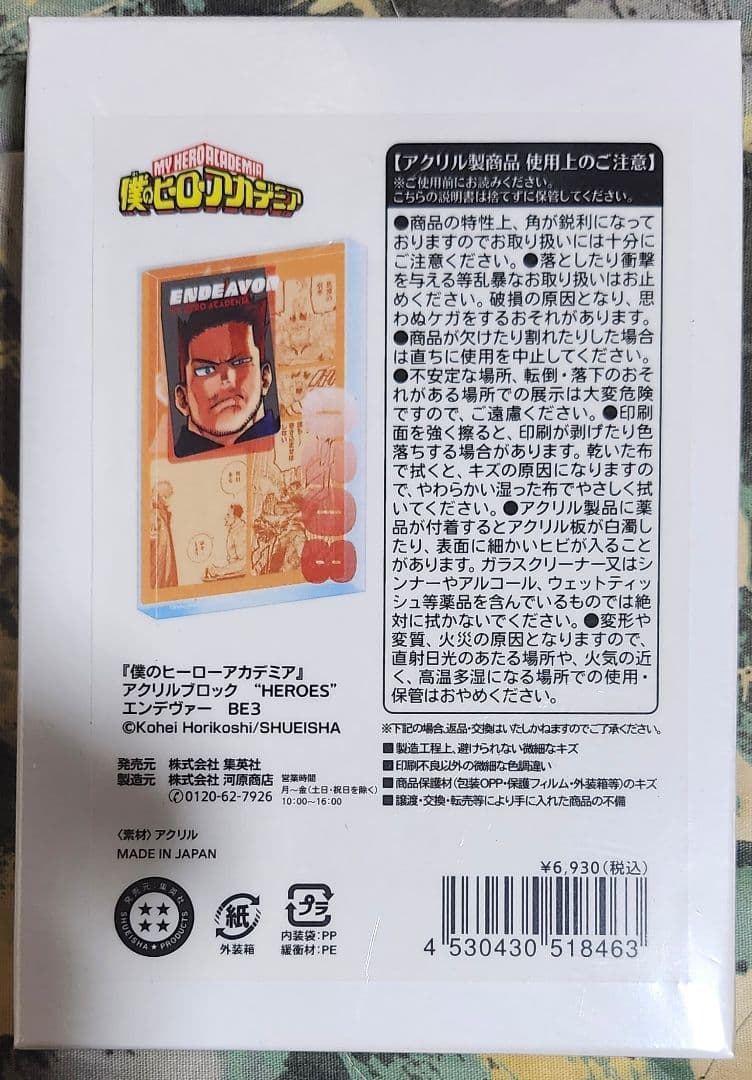 MY HERO ACADEMIA
僕のヒーローアカデミア
ENDEAVOR
MY HERO ACADEMIA
『僕のヒーローアカデミア』
アクリルブロック “HEROES”
エンデヴァー BE3
©Kohei Horikoshi/SHUEISHA
発売元 株式会社 集英社
製造元 株式会社 河原商店
0120-62-7926
営業時間
月〜金(土日・祝日を除く)
10:00〜16:00
〈素材〉アクリル
MADE IN JAPAN
発売元:集英社
SHUEISHA★PRODUCTS
紙
外装箱
プラ
内装袋:PP
緩衝材:PE
【アクリル製商品 使用上のご注意】
※ご使用前にお読みください。
こちらの説明書は捨てずに保管してください。
●商品の特性上、角が鋭利になって
おりますのでお取り扱いには十分に
ご注意ください。●落としたり衝撃
を与える等乱暴なお取り扱いはお止
めください。破損の原因となり、思
わぬケガをするおそれがあります。
●商品が欠けたり割れたりした場合
は直ちに使用を中止してください。
●不安定な場所、転倒・落下のおそ
れがある場所での展示は大変危険
ですので、ご遠慮ください。●印刷
面を強く擦ると、印刷が剥げたり色
落ちする場合があります。乾いた布
で拭くと、キズの原因になりますの
で、やわらかい湿った布でやさしく拭
いてください。●アクリル製品に薬
品が付着するとアクリル板が白濁し
たり、表面に細かいヒビが入ること
があります。ガラスクリーナー又はシ
ンナーやアルコール、ウェットティッ
シュ等薬品を含んでいるものでは絶
対に拭かないでください。●変形や
変質、火災の原因となりますので、
直射日光のあたる場所や、火気の近
く、高温多湿になる場所での使用・
保管はおやめください。
※下記の場合、返品・交換はいたしかねますのでご了承ください。
■製造工程上、避けられない微細なキズ
■印刷不良以外の微細な色調違い
■商品保護材(包装OPP・保護フィルム・外装箱等)のキズ
■譲渡・交換・転売等により手に入れた商品の不備
¥6,930(税込)
4 530430 518463